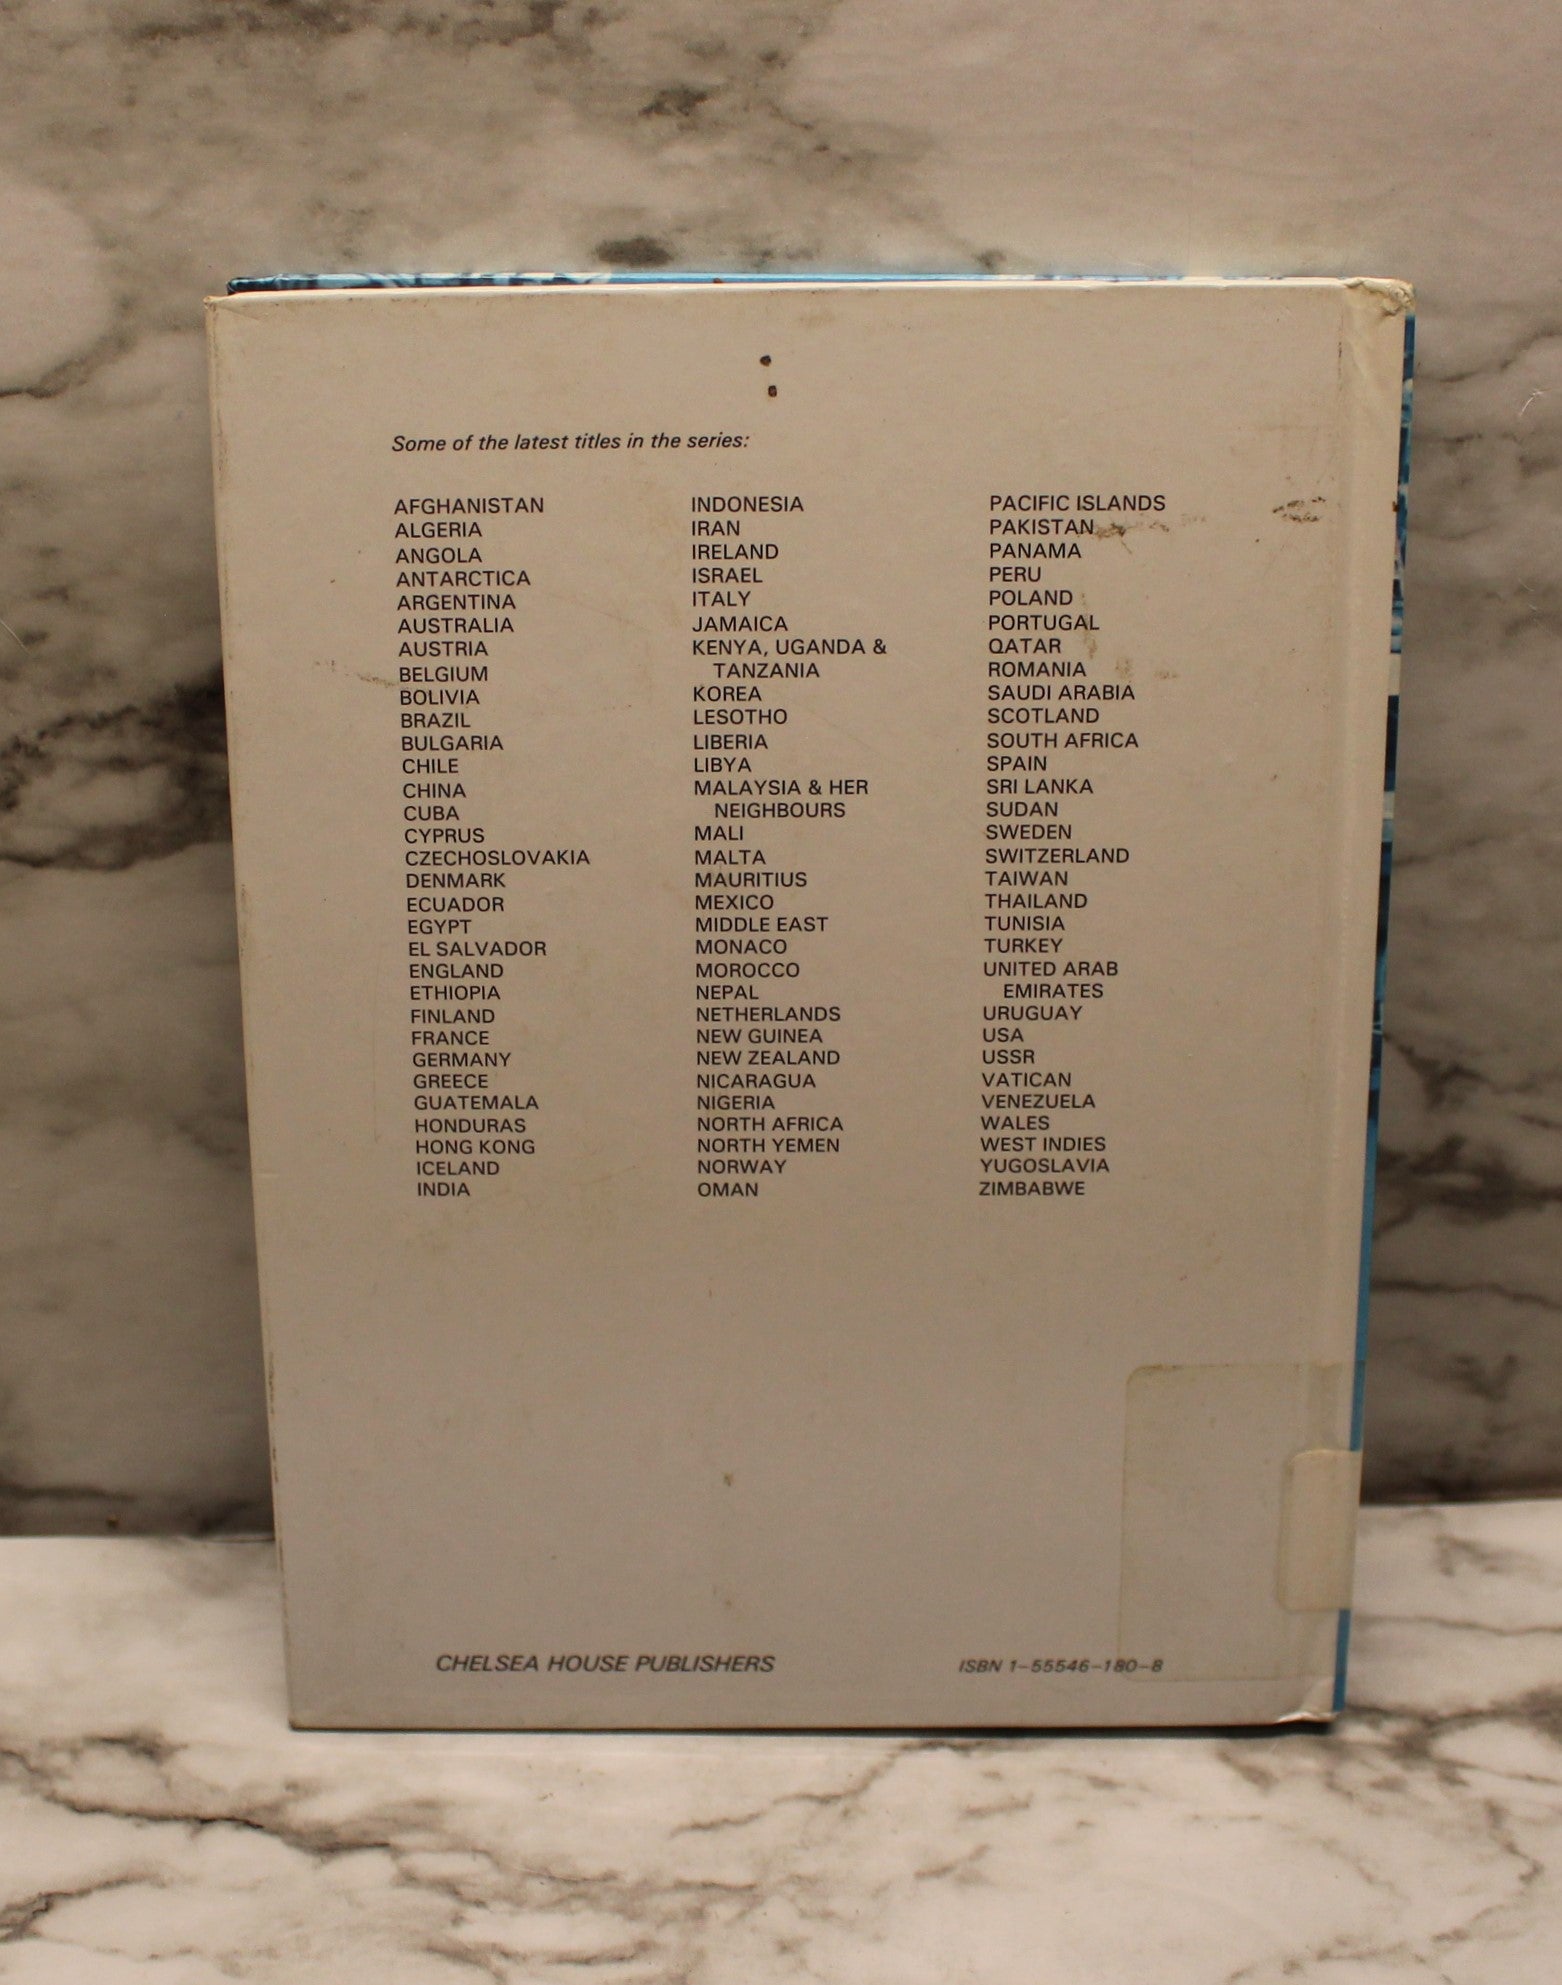 Some of the latest titles in the series:
AFGHANISTAN
ALGERIA
ANGOLA
ANTARCTICA
ARGENTINA
AUSTRALIA
AUSTRIA
BELGIUM
BOLIVIA
BRAZIL
BULGARIA
CHILE
CHINA
CUBA
CYPRUS
CZECHOSLOVAKIA
DENMARK
ECUADOR
EGYPT
EL SALVADOR
ENGLAND
ETHIOPIA
FINLAND
FRANCE
GERMANY
GREECE
GUATEMALA
HONDURAS
HONG KONG
ICELAND
INDIA
INDONESIA
IRAN
IRELAND
ISRAEL
ITALY
JAMAICA
KENYA, UGANDA &
TANZANIA
KOREA
LESOTHO
LIBERIA
LIBYA
MALAYSIA & HER
NEIGHBOURS
MALI
MALTA
MAURITIUS
MEXICO
MIDDLE EAST
MONACO
MOROCCO
NEPAL
NETHERLANDS
NEW GUINEA
NEW ZEALAND
NICARAGUA
NIGERIA
NORTH AFRICA
NORTH YEMEN
NORWAY
OMAN
PACIFIC ISLANDS
PAKISTAN
PANAMA
PERU
POLAND
PORTUGAL
QATAR
ROMANIA
SAUDI ARABIA
SCOTLAND
SOUTH AFRICA
SPAIN
SRI LANKA
SUDAN
SWEDEN
SWITZERLAND
TAIWAN
THAILAND
TUNISIA
TURKEY
UNITED ARAB
EMIRATES
URUGUAY
USA
USSR
VATICAN
VENEZUELA
WALES
WEST INDIES
YUGOSLAVIA
ZIMBABWE
CHELSEA HOUSE PUBLISHERS
ISBN 1-55546-180-8